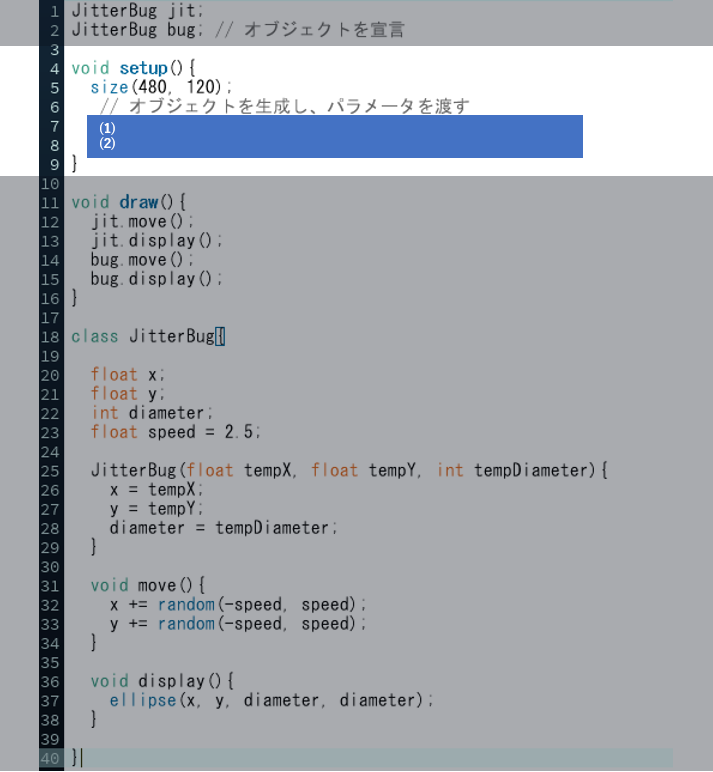 1 JitterBug jit;
2 JitterBug bug; // オブジェクトを宣言
3
4 void setup(){
5 size(480, 120);
6 // オブジェクトを生成し、パラメータを渡す
7 (1)
8 (2)
9 }
10
11 void draw(){
12 jit.move();
13 jit.display();
14 bug.move();
15 bug.display();
16 }
17
18 class JitterBug{
19
20 float x;
21 float y;
22 int diameter;
23 float speed = 2.5;
24
25 JitterBug(float tempX, float tempY, int tempDiameter){
26 x = tempX;
27 y = tempY;
28 diameter = tempDiameter;
29 }
30
31 void move(){
32 x += random(-speed, speed);
33 y += random(-speed, speed);
34 }
35
36 void display(){
37 ellipse(x, y, diameter, diameter);
38 }
39
40 }